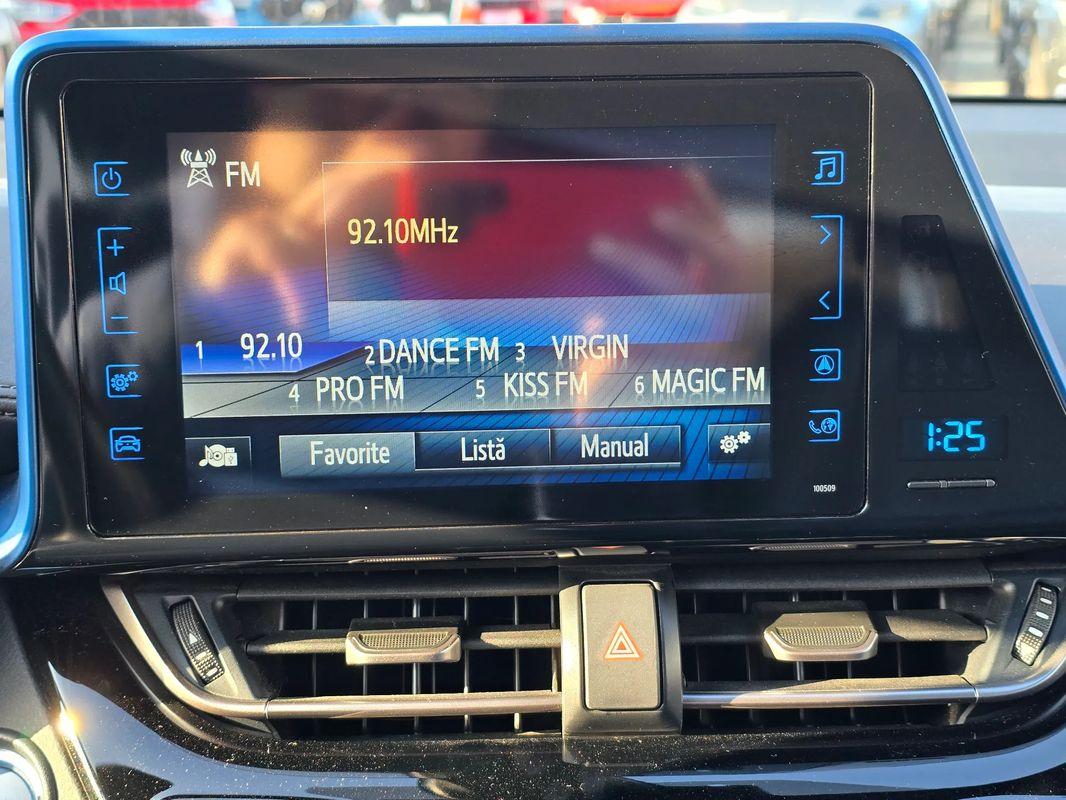 FM
92.10MHz
1 92.10 2 DANCE FM 3 VIRGIN
4 PRO FM 5 KISS FM 6 MAGIC FM
Favorite Listă Manual
100509
1:25